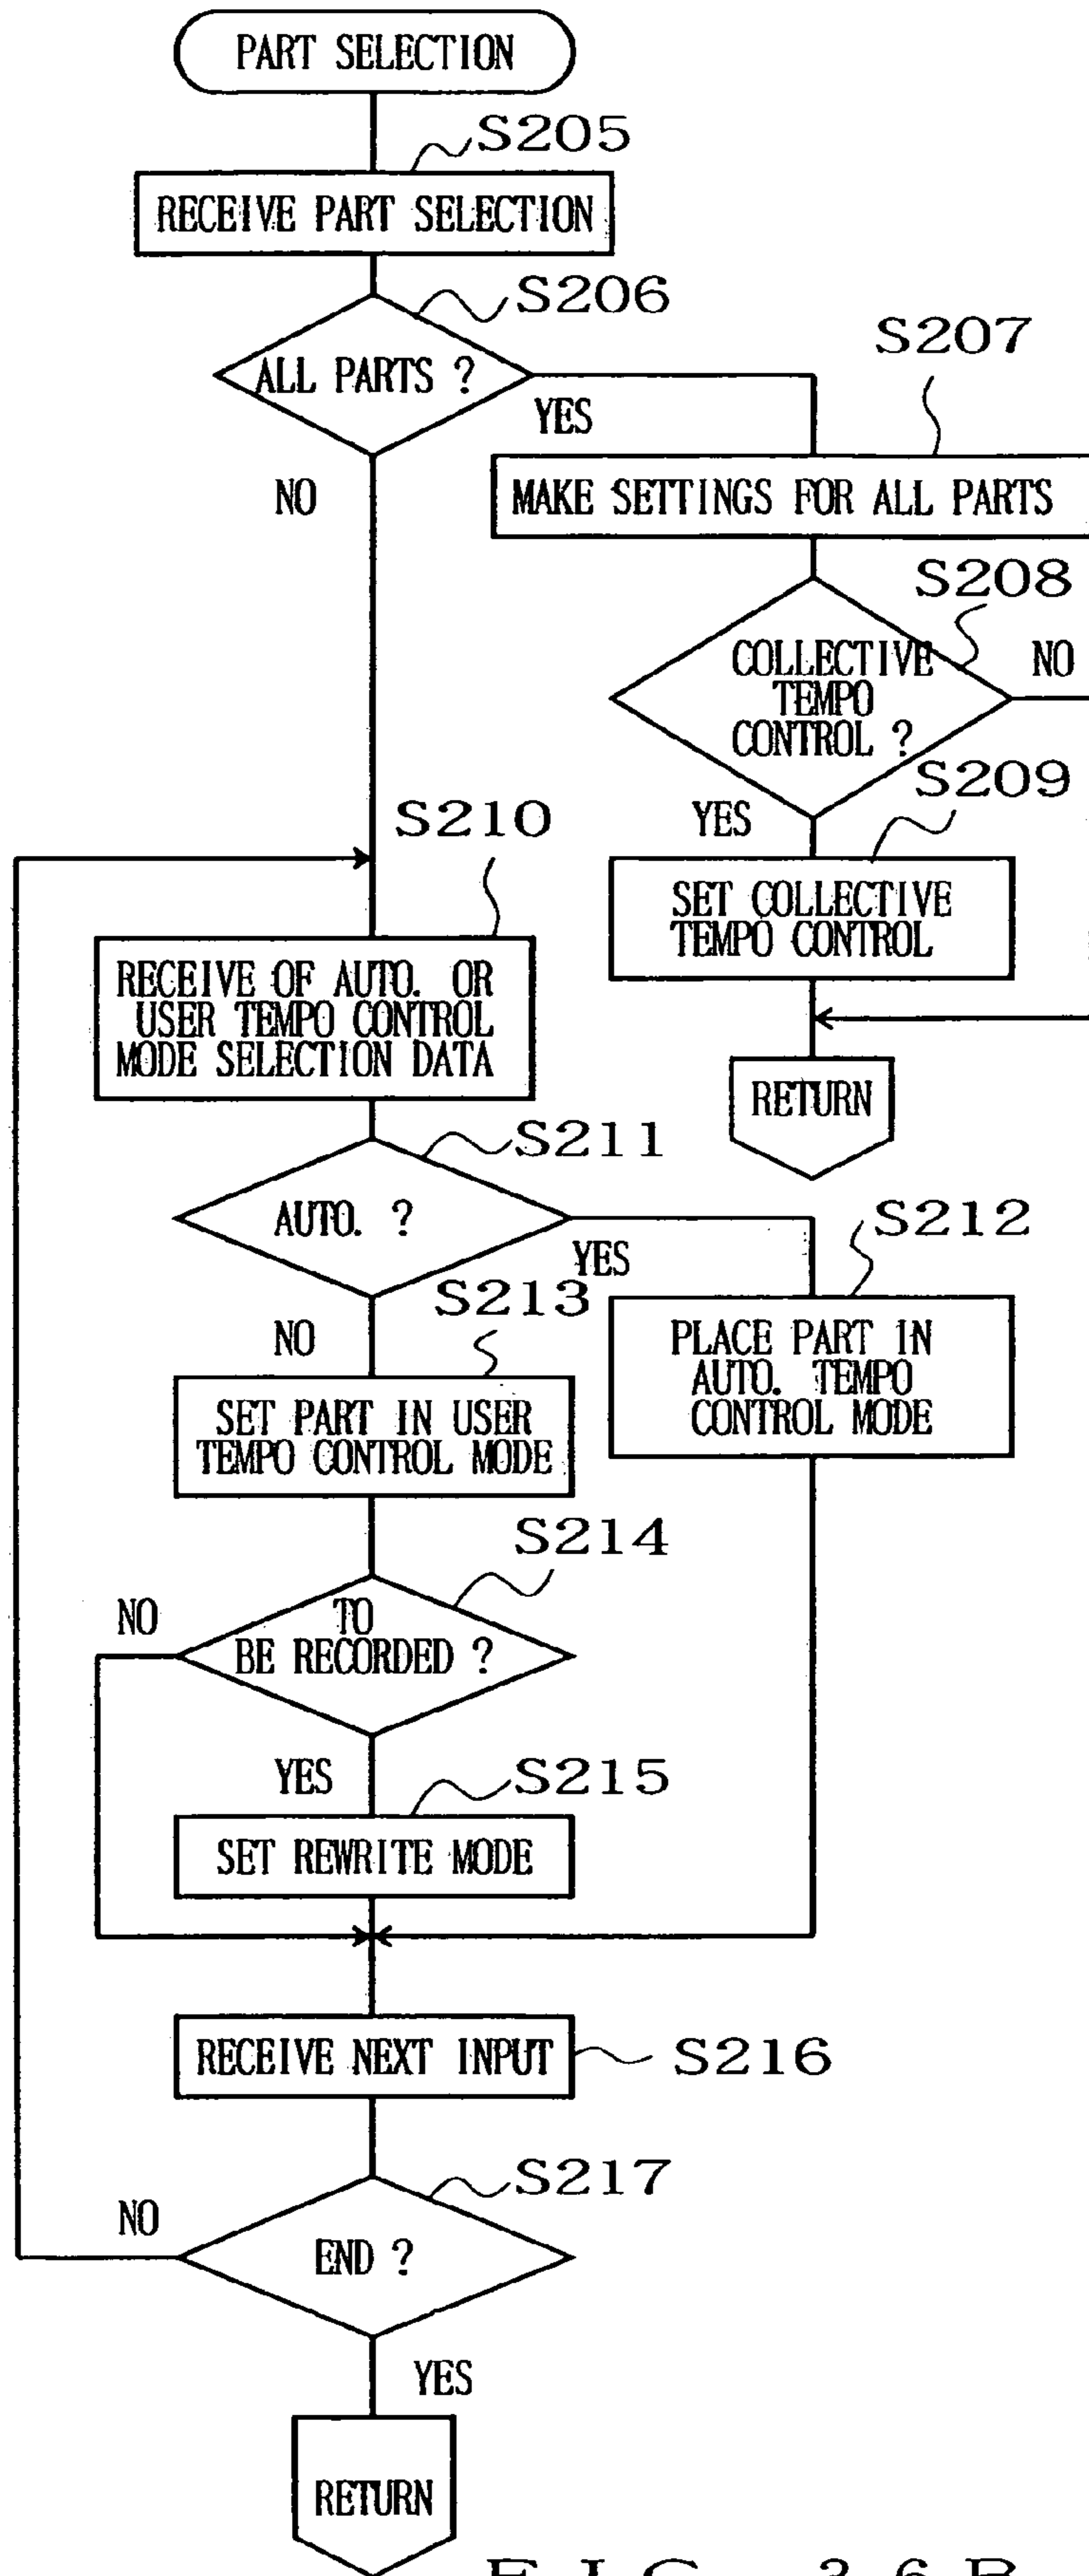 PART SELECTION
S205
RECEIVE PART SELECTION
S206
ALL PARTS ?
YES
NO
S207
MAKE SETTINGS FOR ALL PARTS
S208
COLLECTIVE
TEMPO
CONTROL ?
NO
YES
S209
SET COLLECTIVE
TEMPO CONTROL
RETURN
S210
RECEIVE OF AUTO. OR
USER TEMPO CONTROL
MODE SELECTION DATA
S211
AUTO. ?
YES
NO
S212
PLACE PART IN
AUTO. TEMPO
CONTROL MODE
S213
SET PART IN USER
TEMPO CONTROL MODE
S214
TO
BE RECORDED ?
NO
YES
S215
SET REWRITE MODE
RECEIVE NEXT INPUT
S216
S217
END ?
NO
YES
RETURN
FIG. 36B